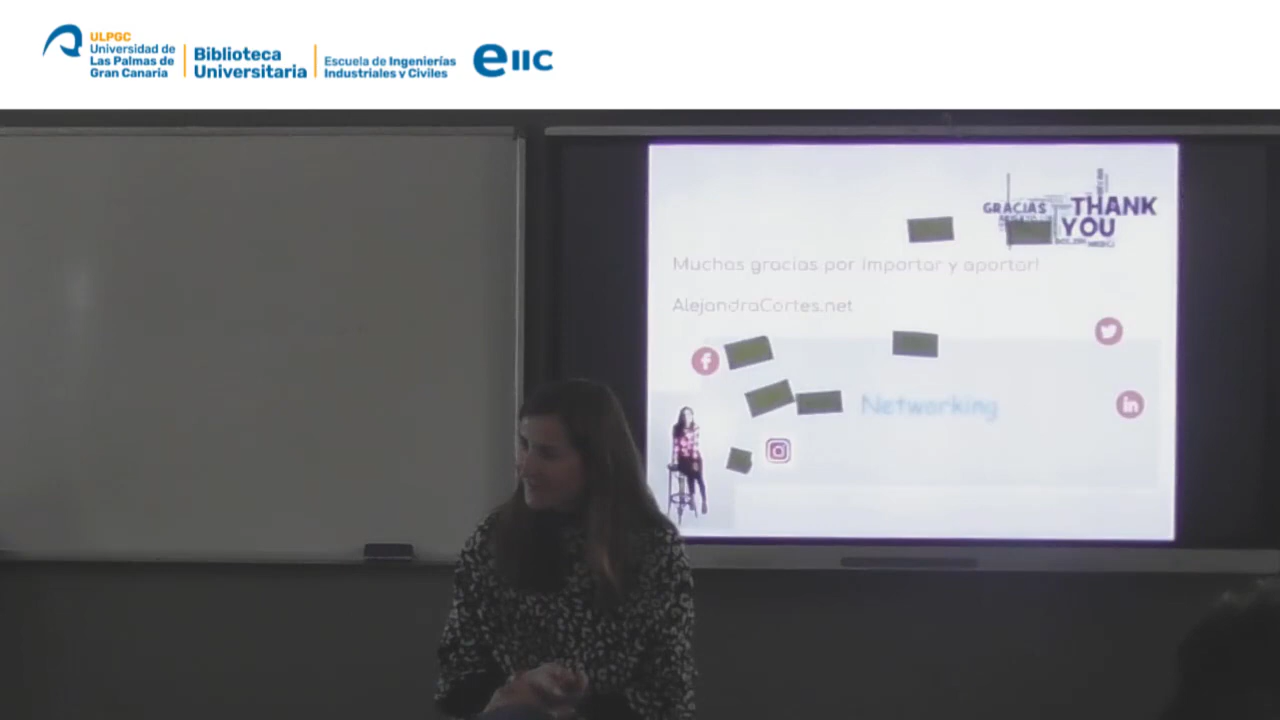 ULPGC
Universidad de
Las Palmas de
Gran Canaria
Biblioteca
Universitaria
Escuela de Ingenierías
Industriales y Civiles
eiic
GRACIAS
THANK
YOU
Muchas gracias por importar y aportar!
AlejandraCortes.net
Networking